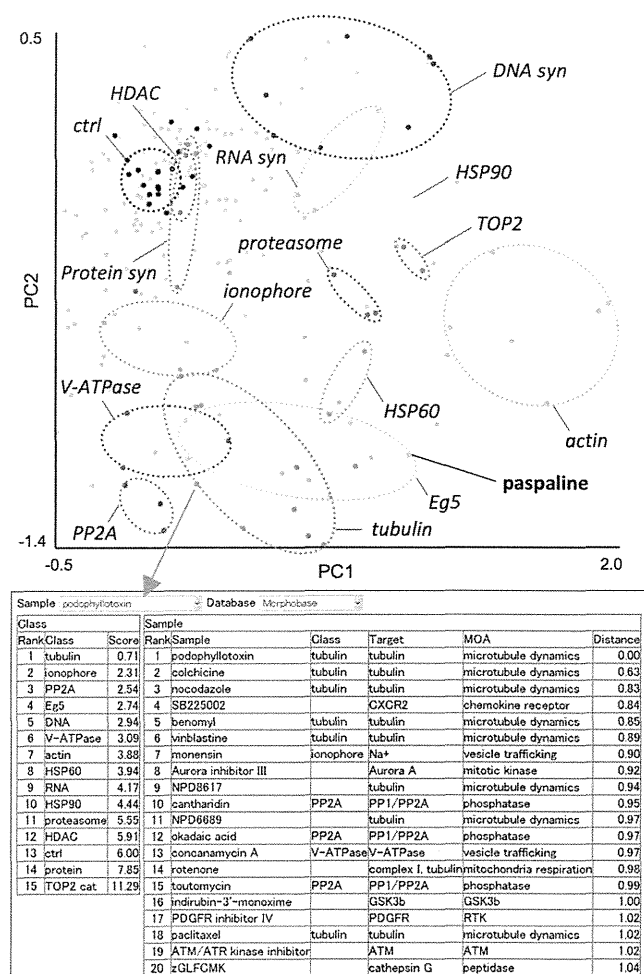 0.5
DNA syn
HDAC
ctrl
RNA syn
HSP90
TOP2
proteasome
Protein syn
ionophore
PC2
V-ATPase
HSP60
actin
paspaline
Eg5
PP2A
tubulin
-1.4
-0.5 PC1 2.0
Sample podophyllotoxin Database Morphobase
Class Sample
Rank Class Score Rank Sample Class Target MOA Distance
1 tubulin 0.71 1 podophyllotoxin tubulin tubulin microtubule dynamics 0.00
2 ionophore 2.31 2 colchicine tubulin tubulin microtubule dynamics 0.63
3 PP2A 2.54 3 nocodazole tubulin tubulin microtubule dynamics 0.83
4 Eg5 2.74 4 SB225002 CXCR2 chemokine receptor 0.84
5 DNA 2.94 5 benomyl tubulin tubulin microtubule dynamics 0.85
6 V-ATPase 3.09 6 vinblastine tubulin tubulin microtubule dynamics 0.89
7 actin 3.88 7 monensin ionophore Na+ vesicle trafficking 0.90
8 HSP60 3.94 8 Aurora inhibitor III Aurora A mitotic kinase 0.92
9 RNA 4.17 9 NPD8617 tubulin microtubule dynamics 0.94
10 HSP90 4.44 10 cantharidin PP2A PP1/PP2A phosphatase 0.95
11 proteasome 5.55 11 NPD6689 tubulin microtubule dynamics 0.97
12 HDAC 5.91 12 okadaic acid PP2A PP1/PP2A phosphatase 0.97
13 ctrl 6.00 13 concanamycin A V-ATPase V-ATPase vesicle trafficking 0.97
14 protein 7.85 14 rotenone complex I, tubulin mitochondria respiration 0.98
15 TOP2 cat 11.29 15 toutomycin PP2A PP1/PP2A phosphatase 0.99
16 indirubin-3'-monoxime GSK3b GSK3b 1.00
17 PDGFR inhibitor IV PDGFR RTK 1.02
18 paclitaxel tubulin tubulin microtubule dynamics 1.02
19 ATM/ATR kinase inhibitor ATM ATM 1.02
20 zGLFCMK cathepsin G peptidase 1.04